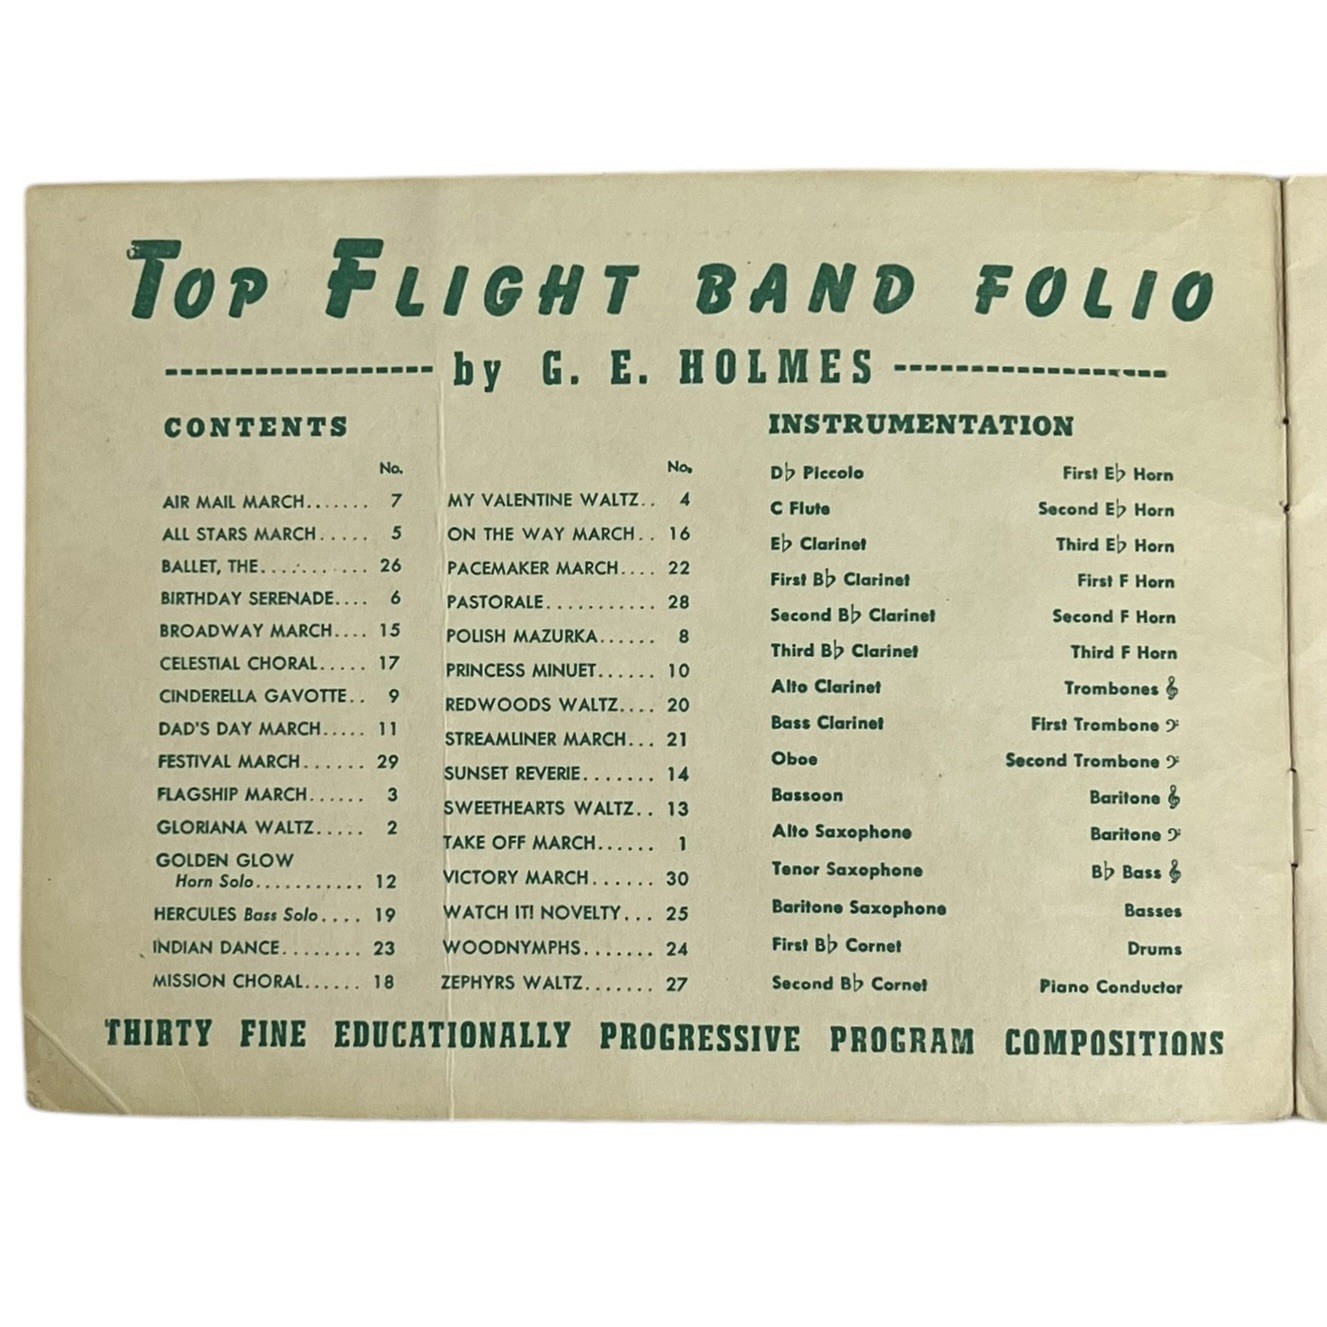 TOP FLIGHT BAND FOLIO
by G. E. HOLMES
CONTENTS
No.
AIR MAIL MARCH....... 7
ALL STARS MARCH..... 5
BALLET, THE........... 26
BIRTHDAY SERENADE.... 6
BROADWAY MARCH.... 15
CELESTIAL CHORAL..... 17
CINDERELLA GAVOTTE.. 9
DAD'S DAY MARCH..... 11
FESTIVAL MARCH...... 29
FLAGSHIP MARCH...... 3
GLORIANA WALTZ..... 2
GOLDEN GLOW
Horn Solo........... 12
HERCULES Bass Solo.... 19
INDIAN DANCE........ 23
MISSION CHORAL...... 18
No.
MY VALENTINE WALTZ.. 4
ON THE WAY MARCH.. 16
PACEMAKER MARCH.... 22
PASTORALE........... 28
POLISH MAZURKA...... 8
PRINCESS MINUET...... 10
REDWOODS WALTZ.... 20
STREAMLINER MARCH... 21
SUNSET REVERIE....... 14
SWEETHEARTS WALTZ.. 13
TAKE OFF MARCH...... 1
VICTORY MARCH...... 30
WATCH IT! NOVELTY... 25
WOODNYMPHS....... 24
ZEPHYRS WALTZ....... 27
INSTRUMENTATION
D♭ Piccolo
C Flute
E♭ Clarinet
First B♭ Clarinet
Second B♭ Clarinet
Third B♭ Clarinet
Alto Clarinet
Bass Clarinet
Oboe
Bassoon
Alto Saxophone
Tenor Saxophone
Baritone Saxophone
First B♭ Cornet
Second B♭ Cornet
First E♭ Horn
Second E♭ Horn
Third E♭ Horn
First F Horn
Second F Horn
Third F Horn
Trombones 𝄞
First Trombone 𝄢
Second Trombone 𝄢
Baritone 𝄞
Baritone 𝄢
B♭ Bass 𝄞
Basses
Drums
Piano Conductor
THIRTY FINE EDUCATIONALLY PROGRESSIVE PROGRAM COMPOSITIONS